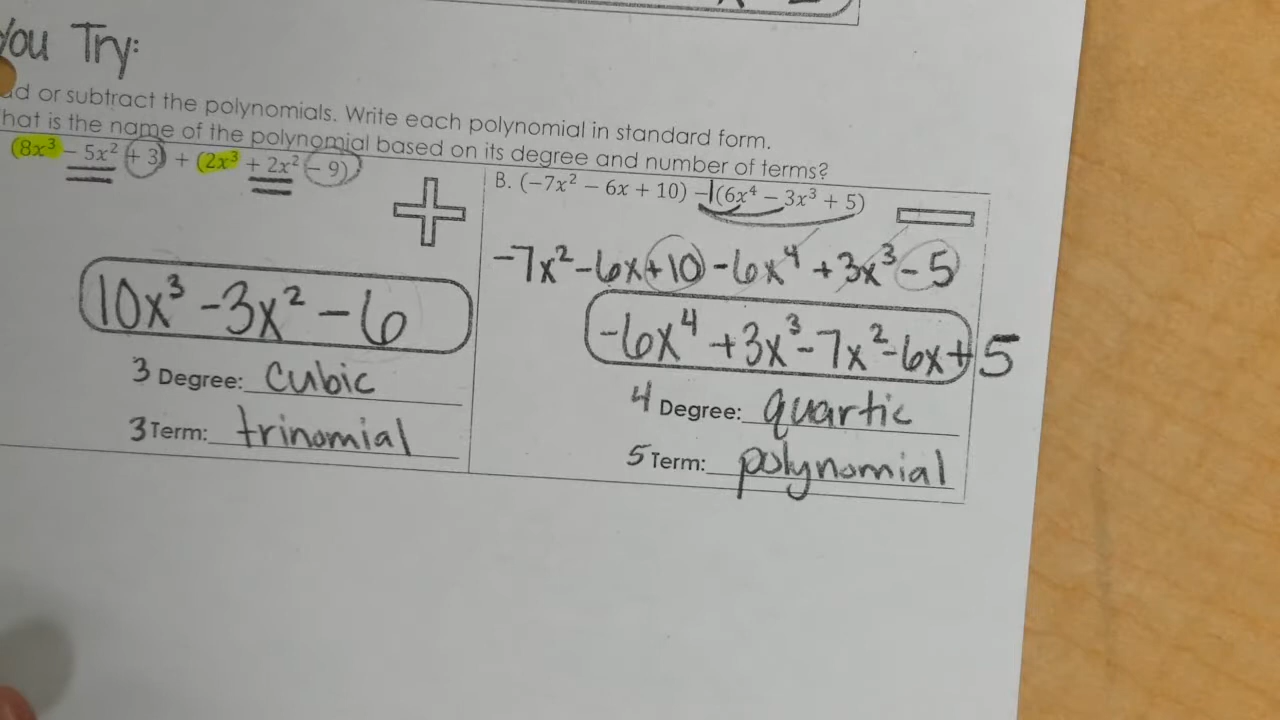 You Try:
ad or subtract the polynomials. Write each polynomial in standard form.
hat is the name of the polynomial based on its degree and number of terms?
(8x³ − 5x² + 3) + (2x³ + 2x² − 9)
10x³ - 3x² - 6
3 Degree: cubic
3 Term: trinomial
B. (−7x² − 6x + 10) −1(6x⁴ − 3x³ + 5)
-7x² - 6x + 10 - 6x⁴ + 3x³ - 5
-6x⁴ + 3x³ - 7x² - 6x + 5
4 Degree: quartic
5 Term: polynomial